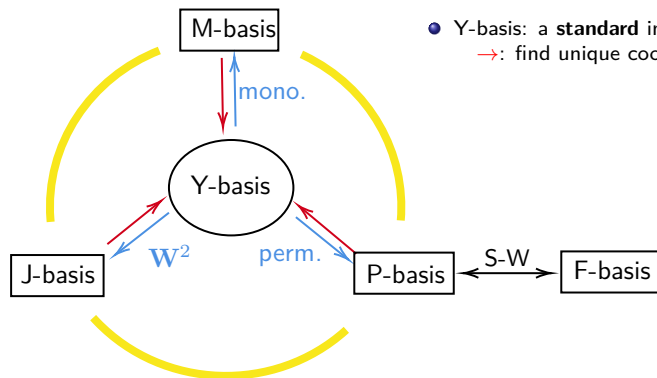 M-basis
Y-basis: a standard in
→: find unique coo
mono.
Y-basis
W²
perm.
J-basis
P-basis
S-W
F-basis